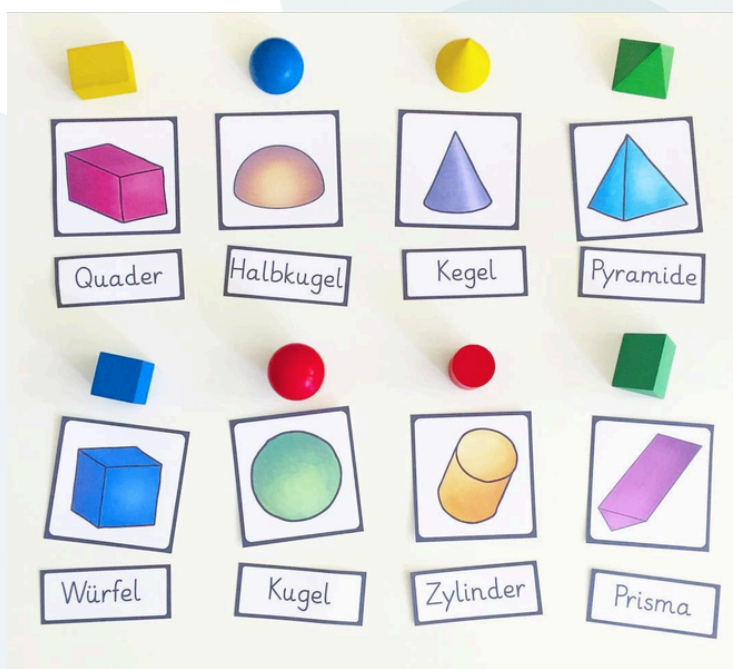 Quader
Halbkugel
Kegel
Pyramide
Würfel
Kugel
Zylinder
Prisma